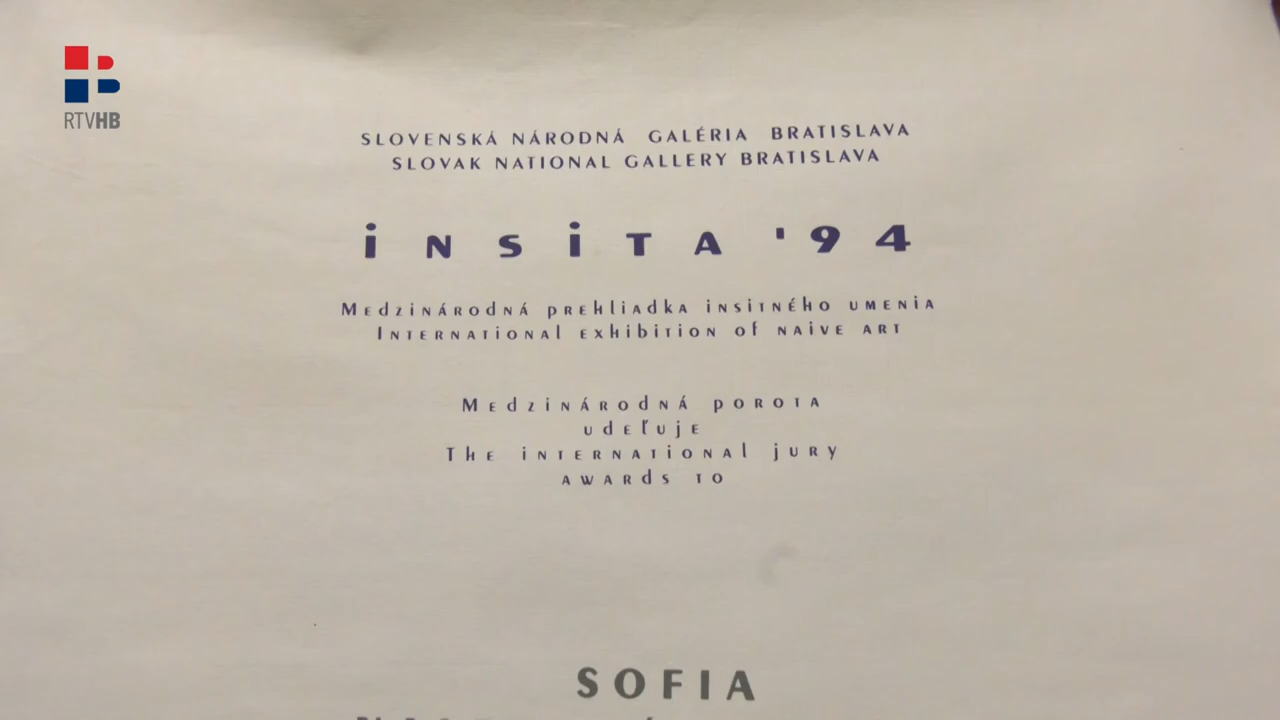 RTVHB
SLOVENSKÁ NÁRODNÁ GALÉRIA BRATISLAVA
SLOVAK NATIONAL GALLERY BRATISLAVA
iNSiTA '94
Medzinárodná prehliadka insitného umenia
International exhibition of naive art
Medzinárodná porota
udeľuje
The international jury
awards to
SOFIA